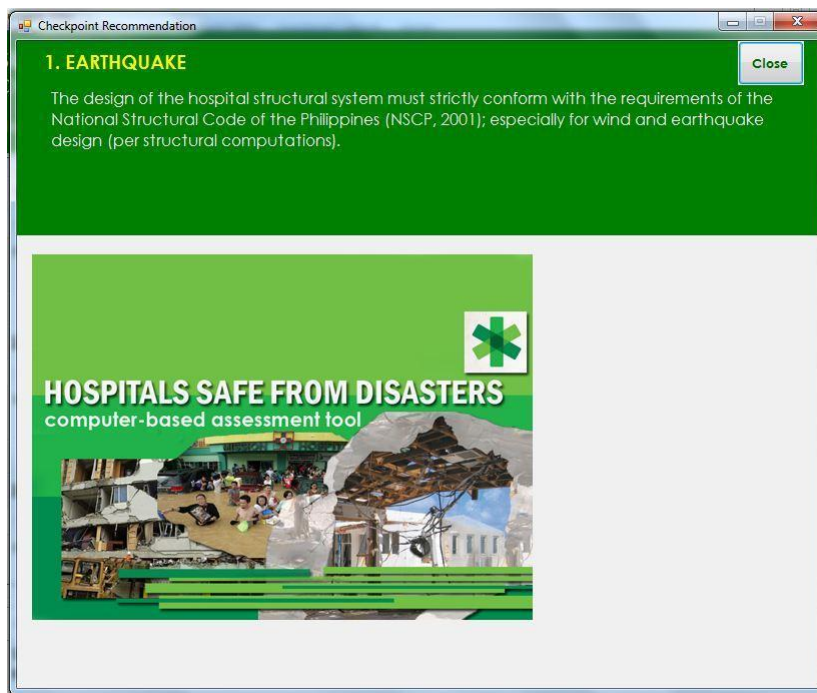 Checkpoint Recommendation
1. EARTHQUAKE
Close
The design of the hospital structural system must strictly conform with the requirements of the
National Structural Code of the Philippines (NSCP, 2001); especially for wind and earthquake
design (per structural computations).
HOSPITALS SAFE FROM DISASTERS
computer-based assessment tool